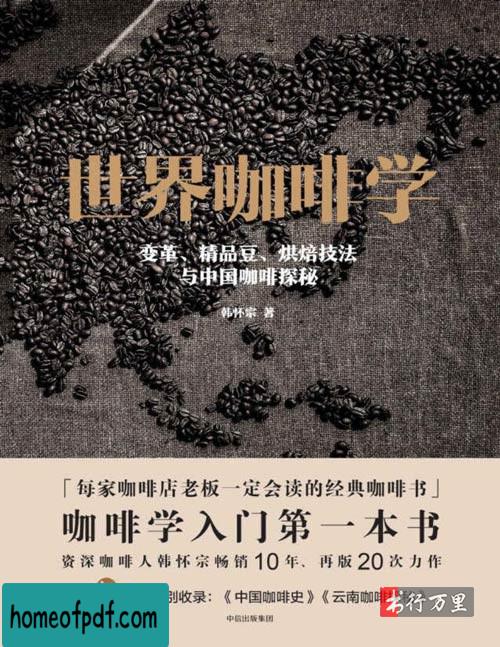 世界咖啡学
变革、精品豆、烘焙技法
与中国咖啡探秘
韩怀宗 著
「每家咖啡店老板一定会读的经典咖啡书」
咖啡学入门第一本书
资深咖啡人韩怀宗畅销10年、再版20次力作
别收录：《中国咖啡史》《云南咖啡
书行万里
homeofpdf.com
中信出版集团